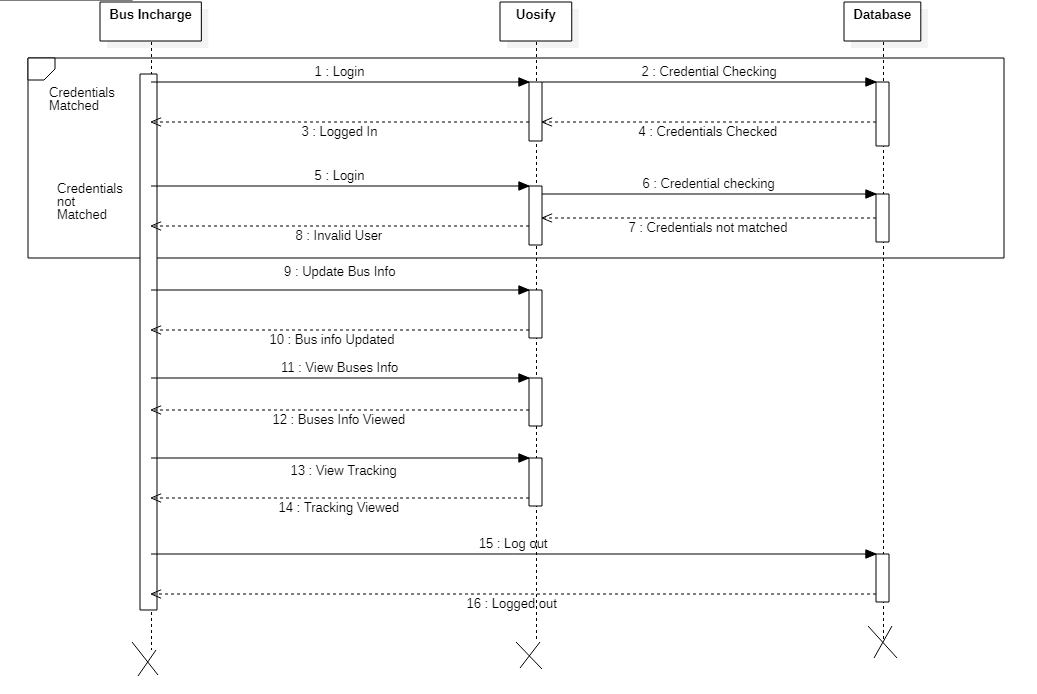 Bus Incharge
Uosify
Database
1 : Login
2 : Credential Checking
Credentials
Matched
3 : Logged In
4 : Credentials Checked
5 : Login
6 : Credential checking
Credentials
not
Matched
7 : Credentials not matched
8 : Invalid User
9 : Update Bus Info
10 : Bus info Updated
11 : View Buses Info
12 : Buses Info Viewed
13 : View Tracking
14 : Tracking Viewed
15 : Log out
16 : Logged out